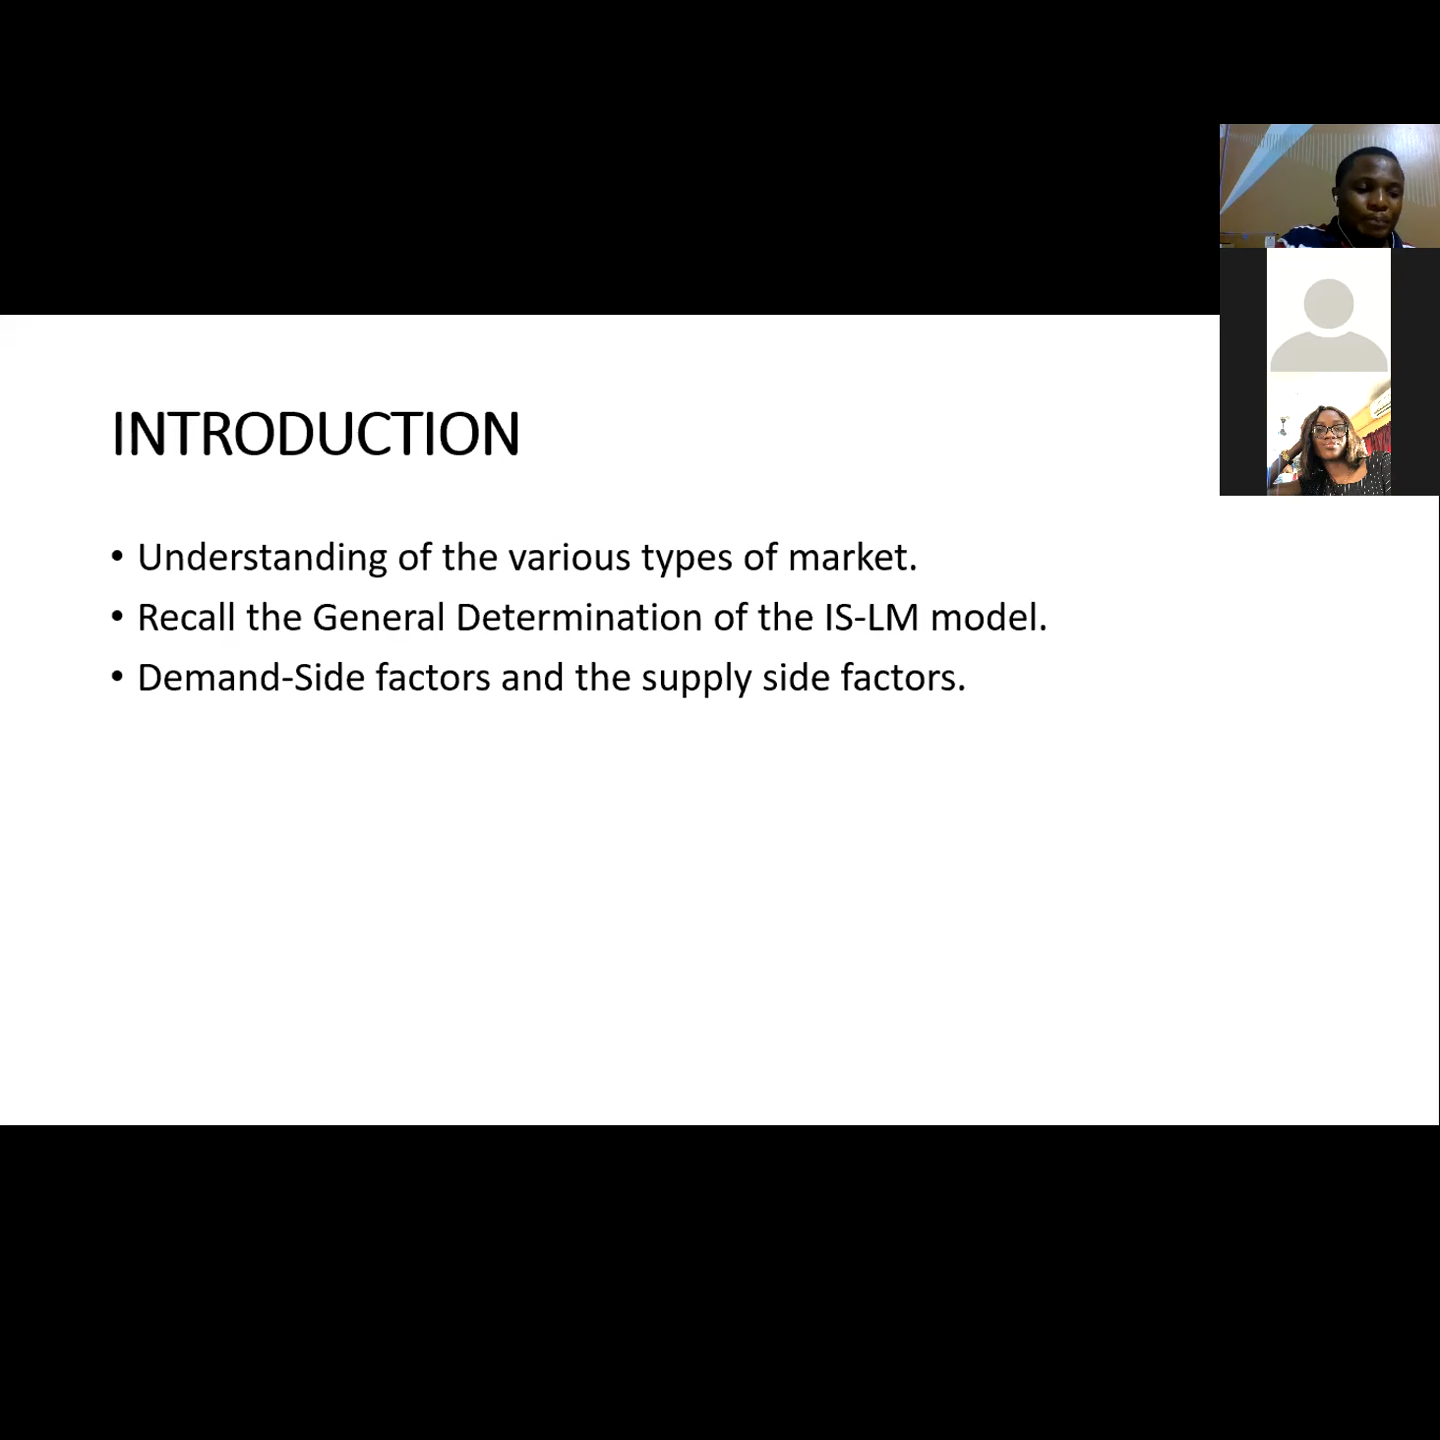 INTRODUCTION
• Understanding of the various types of market.
• Recall the General Determination of the IS-LM model.
• Demand-Side factors and the supply side factors.